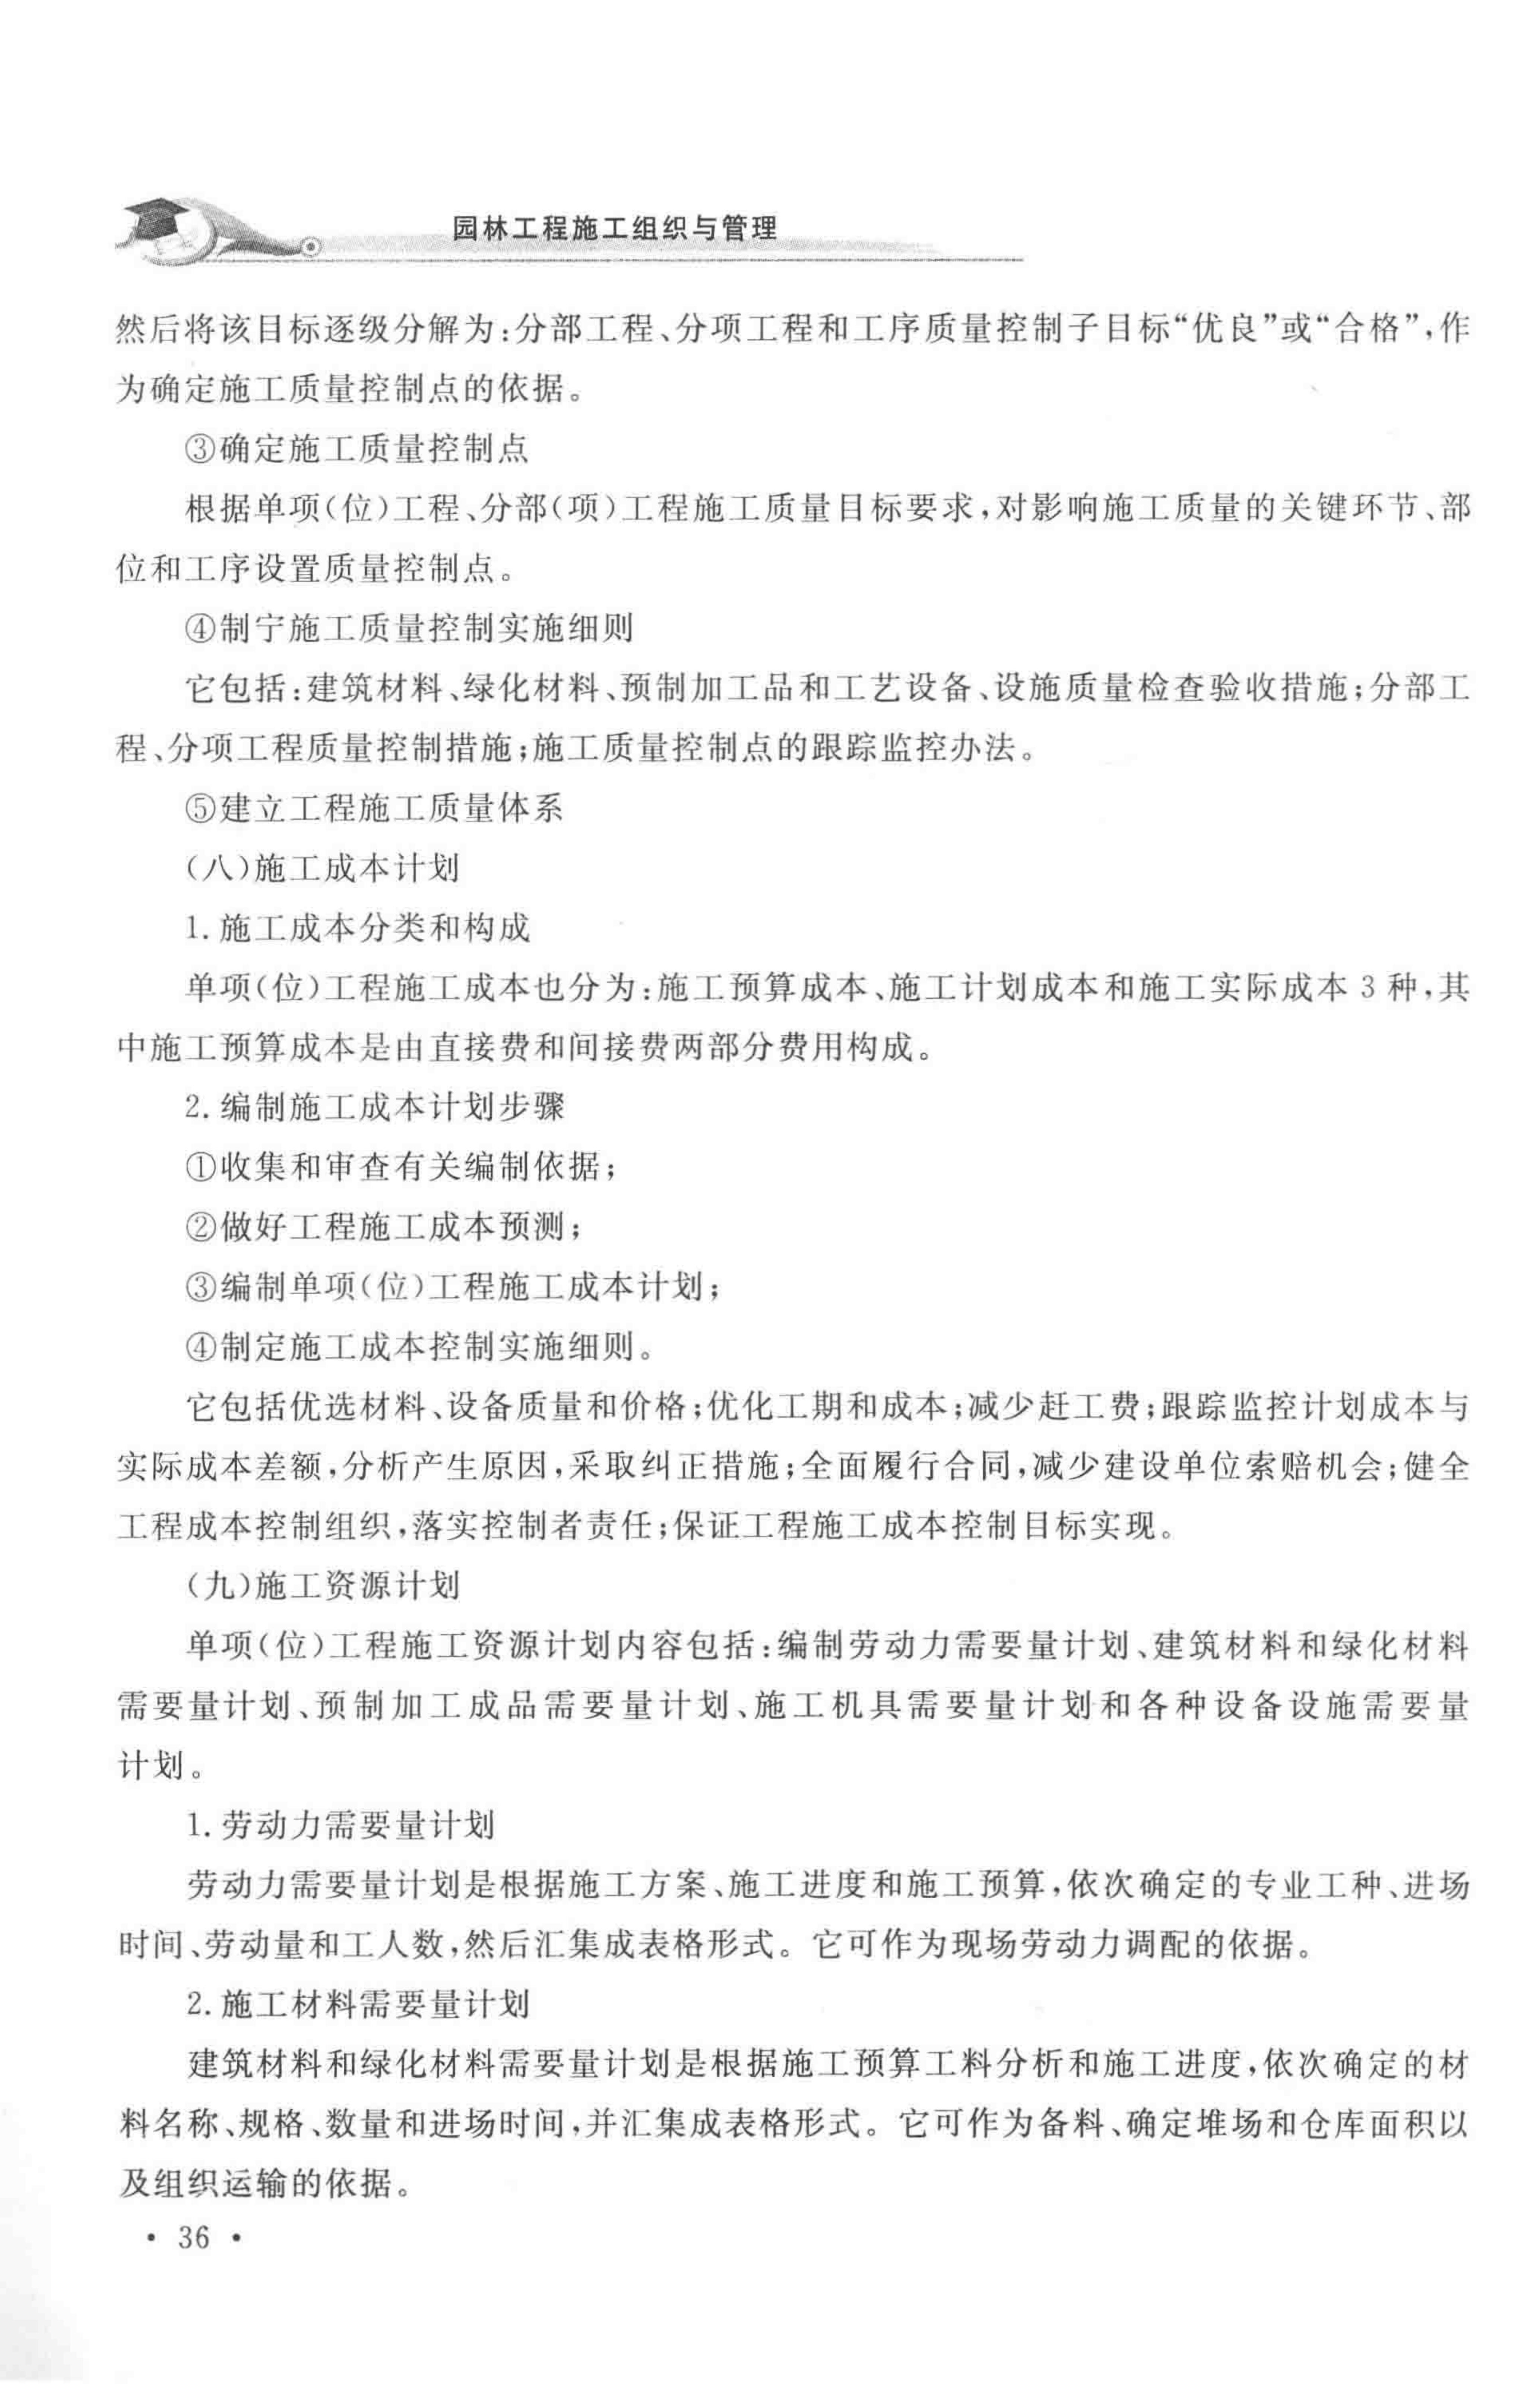 园林工程施工组织与管理
然后将该目标逐级分解为:分部工程、分项工程和工序质量控制子目标“优良”或“合格”,作
为确定施工质量控制点的依据。
③确定施工质量控制点
根据单项(位)工程、分部(项)工程施工质量目标要求,对影响施工质量的关键环节、部
位和工序设置质量控制点。
④制宁施工质量控制实施细则
它包括:建筑材料、绿化材料、预制加工品和工艺设备、设施质量检查验收措施;分部工
程、分项工程质量控制措施;施工质量控制点的跟踪监控办法。
⑤建立工程施工质量体系
(八)施工成本计划
1.施工成本分类和构成
单项(位)工程施工成本也分为:施工预算成本、施工计划成本和施工实际成本 3 种,其
中施工预算成本是由直接费和间接费两部分费用构成。
2.编制施工成本计划步骤
①收集和审查有关编制依据;
②做好工程施工成本预测;
③编制单项(位)工程施工成本计划;
④制定施工成本控制实施细则。
它包括优选材料、设备质量和价格;优化工期和成本;减少赶工费;跟踪监控计划成本与
实际成本差额,分析产生原因,采取纠正措施;全面履行合同,减少建设单位索赔机会;健全
工程成本控制组织,落实控制者责任;保证工程施工成本控制目标实现。
(九)施工资源计划
单项(位)工程施工资源计划内容包括:编制劳动力需要量计划、建筑材料和绿化材料
需要量计划、预制加工成品需要量计划、施工机具需要量计划和各种设备设施需要量
计划。
1.劳动力需要量计划
劳动力需要量计划是根据施工方案、施工进度和施工预算,依次确定的专业工种、进场
时间、劳动量和工人数,然后汇集成表格形式。它可作为现场劳动力调配的依据。
2.施工材料需要量计划
建筑材料和绿化材料需要量计划是根据施工预算工料分析和施工进度,依次确定的材
料名称、规格、数量和进场时间,并汇集成表格形式。它可作为备料、确定堆场和仓库面积以
及组织运输的依据。
• 36 •